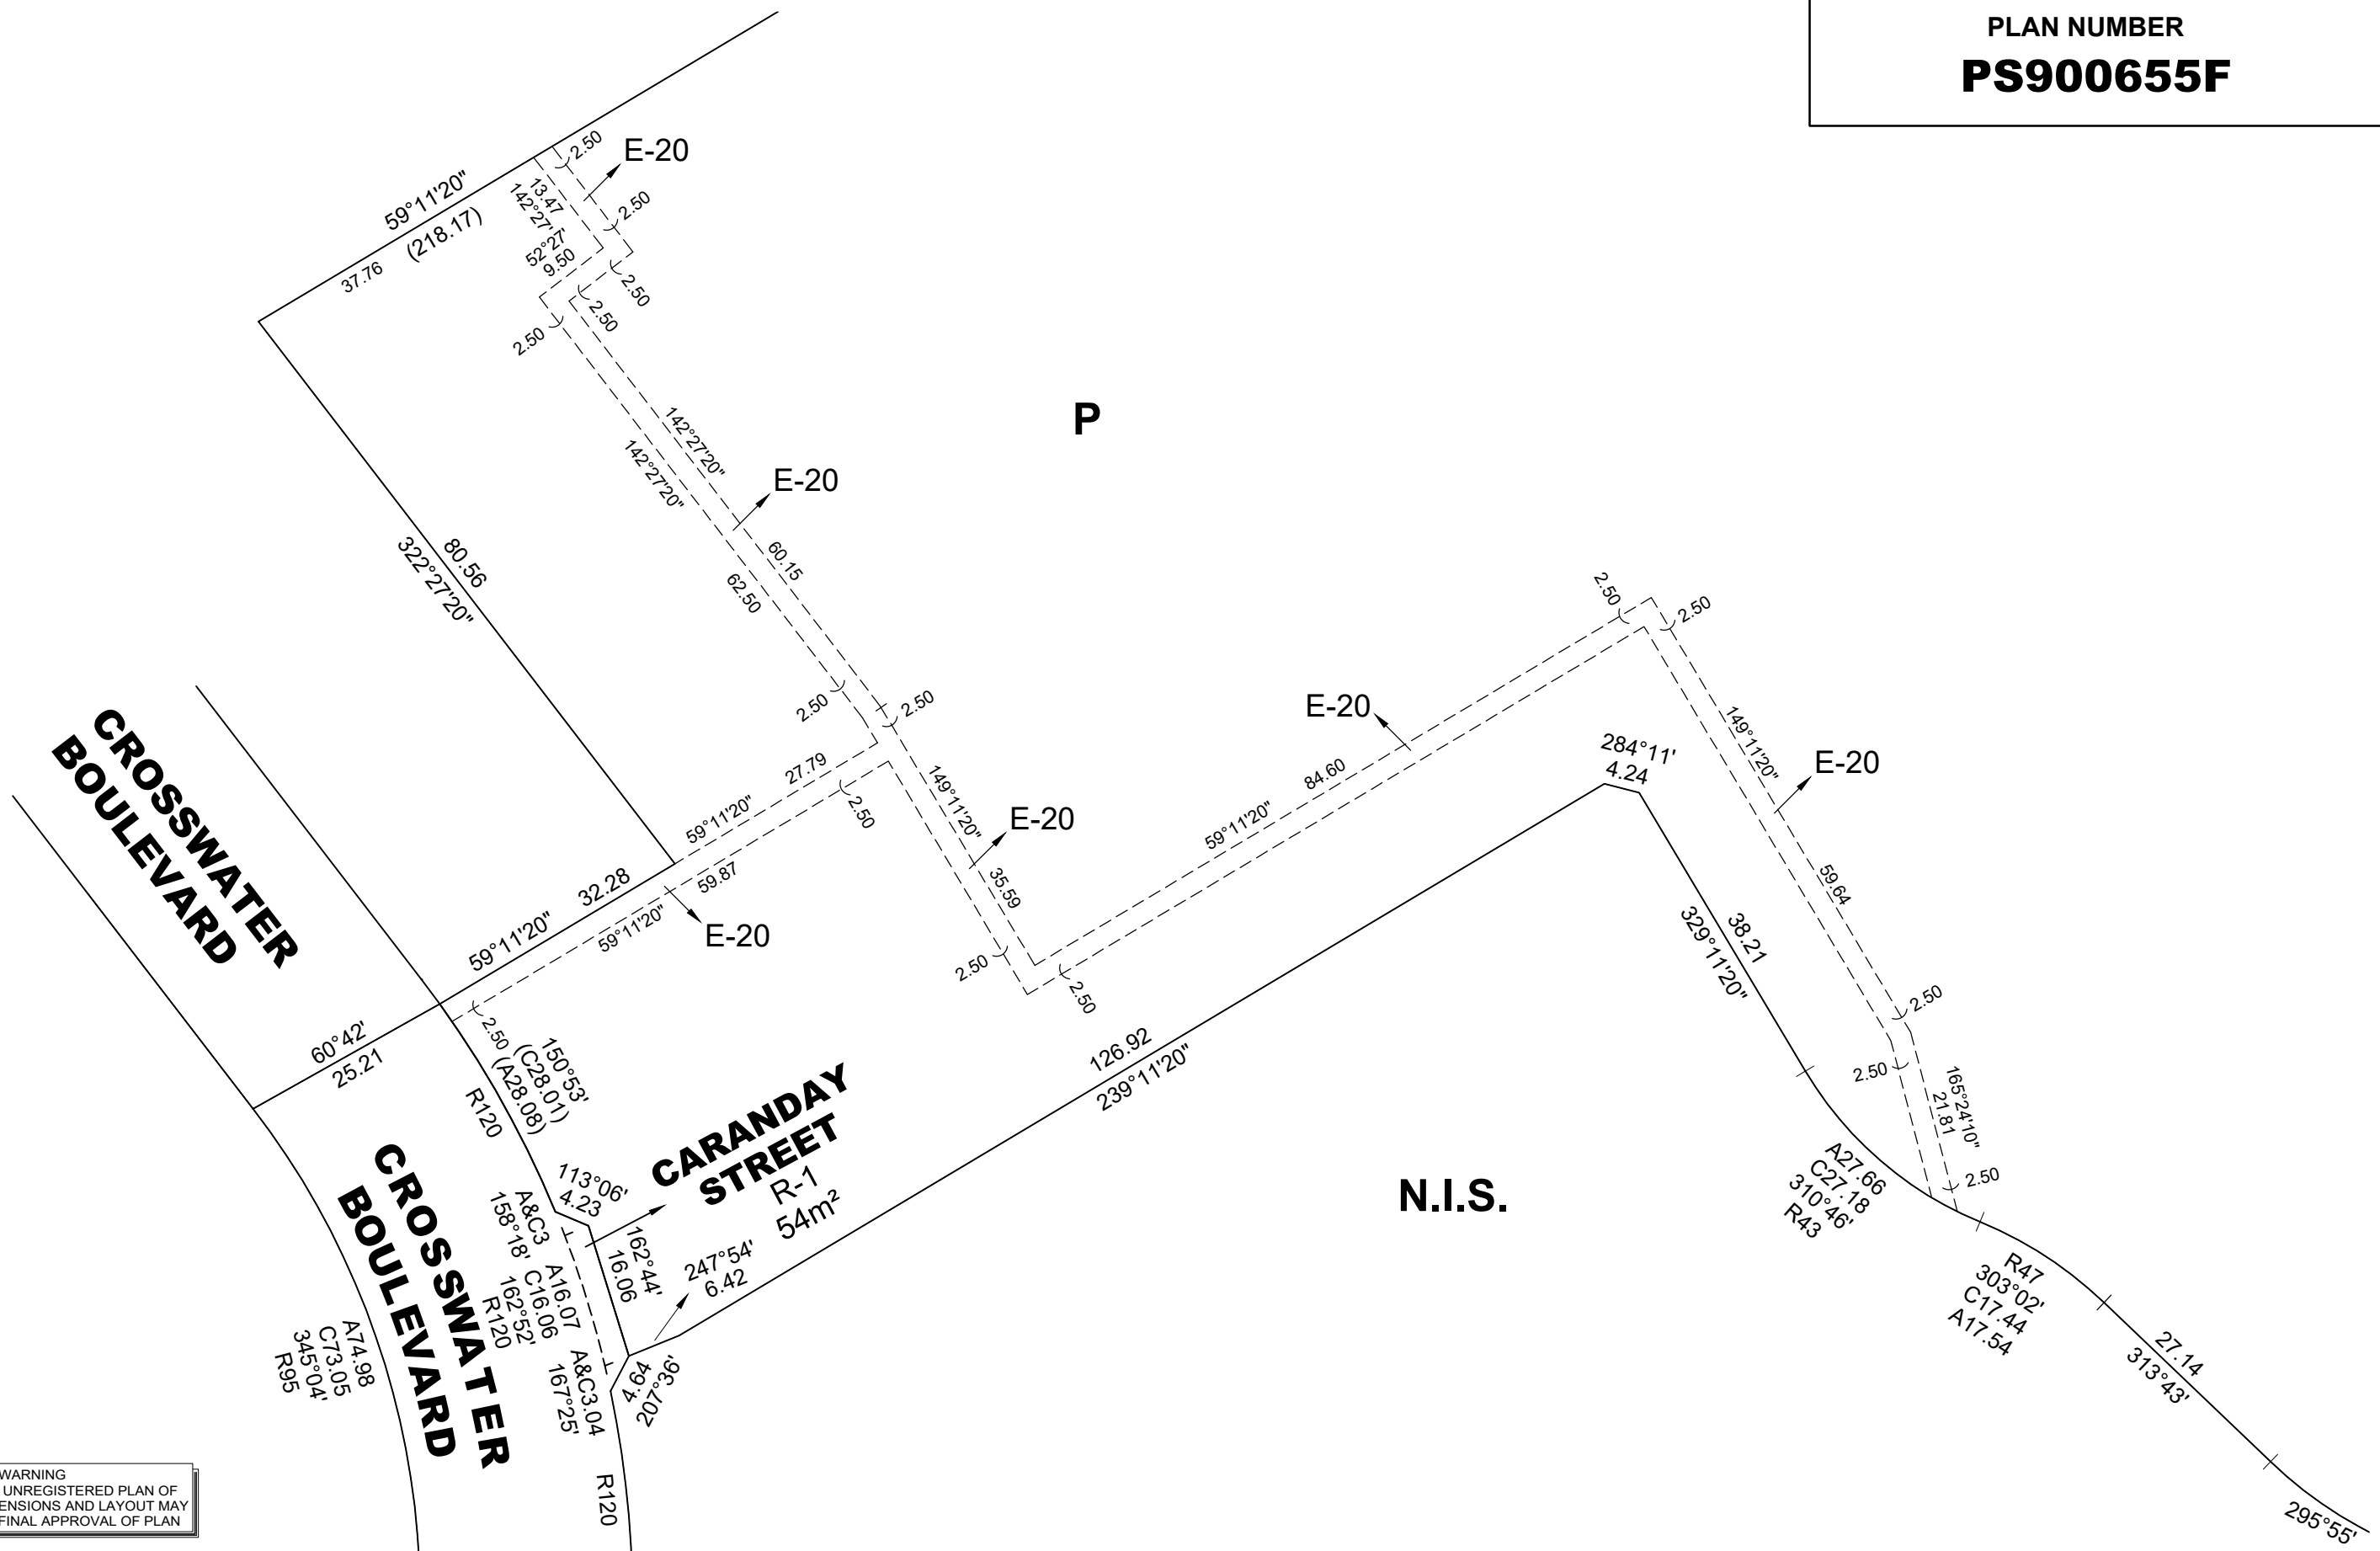 PLAN NUMBER
PS900655F
2.50
E-20
59°11'20"
(218.17)
37.76
13.47
142°27'
52°27'
9.50
2.50
2.50
2.50
2.50
P
142°27'20"
142°27'20"
E-20
60.15
62.50
80.56
322°27'20"
2.50
2.50
2.50
2.50
E-20
84.60
59°11'20"
284°11'
4.24
149°11'20"
E-20
59.64
CROSSWATER
BOULEVARD
27.79
59°11'20"
2.50
149°11'20"
E-20
35.59
32.28
59.87
59°11'20"
59°11'20"
E-20
2.50
2.50
38.21
329°11'20"
2.50
2.50
165°24'10"
21.81
2.50
60°42'
25.21
2.50
150°53'
(C28.01)
(A28.08)
R120
126.92
239°11'20"
CARANDAY
STREET
R-1
54m²
113°06'
4.23
A&C3
158°18'
162°44'
16.06
247°54'
6.42
N.I.S.
A27.66
C27.18
310°46'
R43
R47
303°02'
C17.44
A17.54
27.14
313°43'
CROSSWATER
BOULEVARD
A16.07
C16.06
162°52'
R120
A74.98
C73.05
345°04'
R95
A&C3.04
167°25'
4.64
207°36'
R120
295°55'
WARNING
UNREGISTERED PLAN OF
ENSIONS AND LAYOUT MAY
FINAL APPROVAL OF PLAN